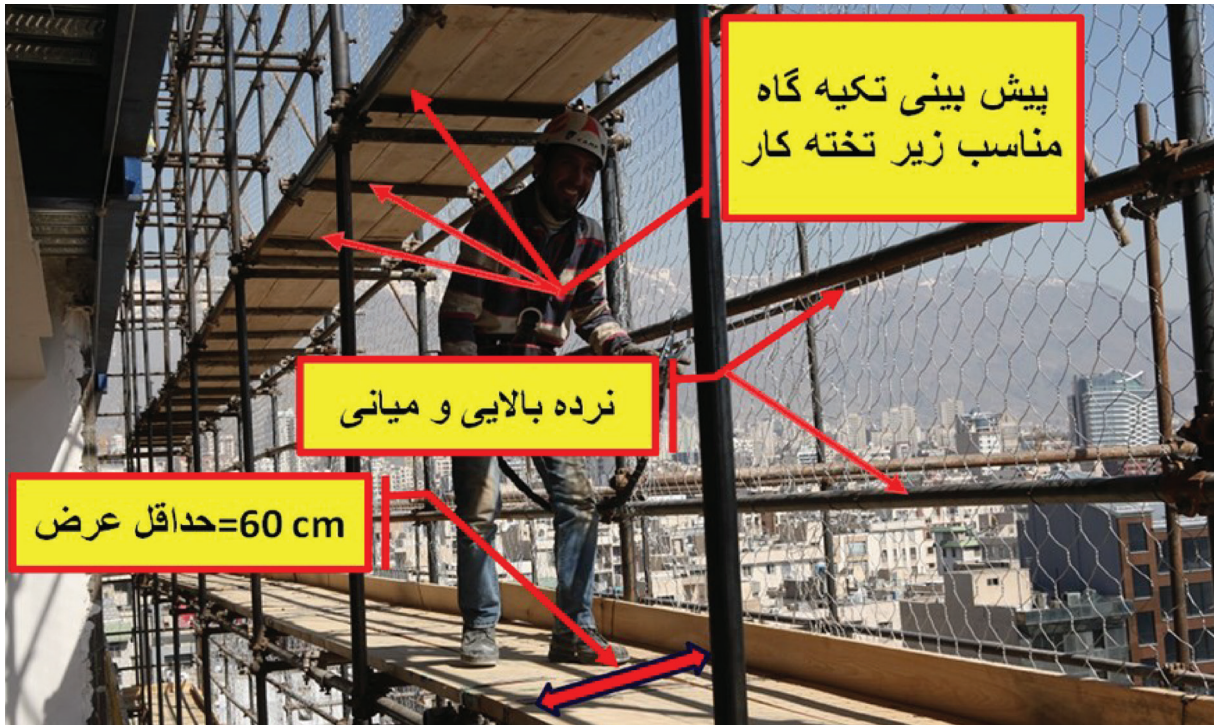 پیش بینی تکیه گاه
مناسب زیر تخته کار
نرده بالایی و میانی
حداقل عرض=60 cm